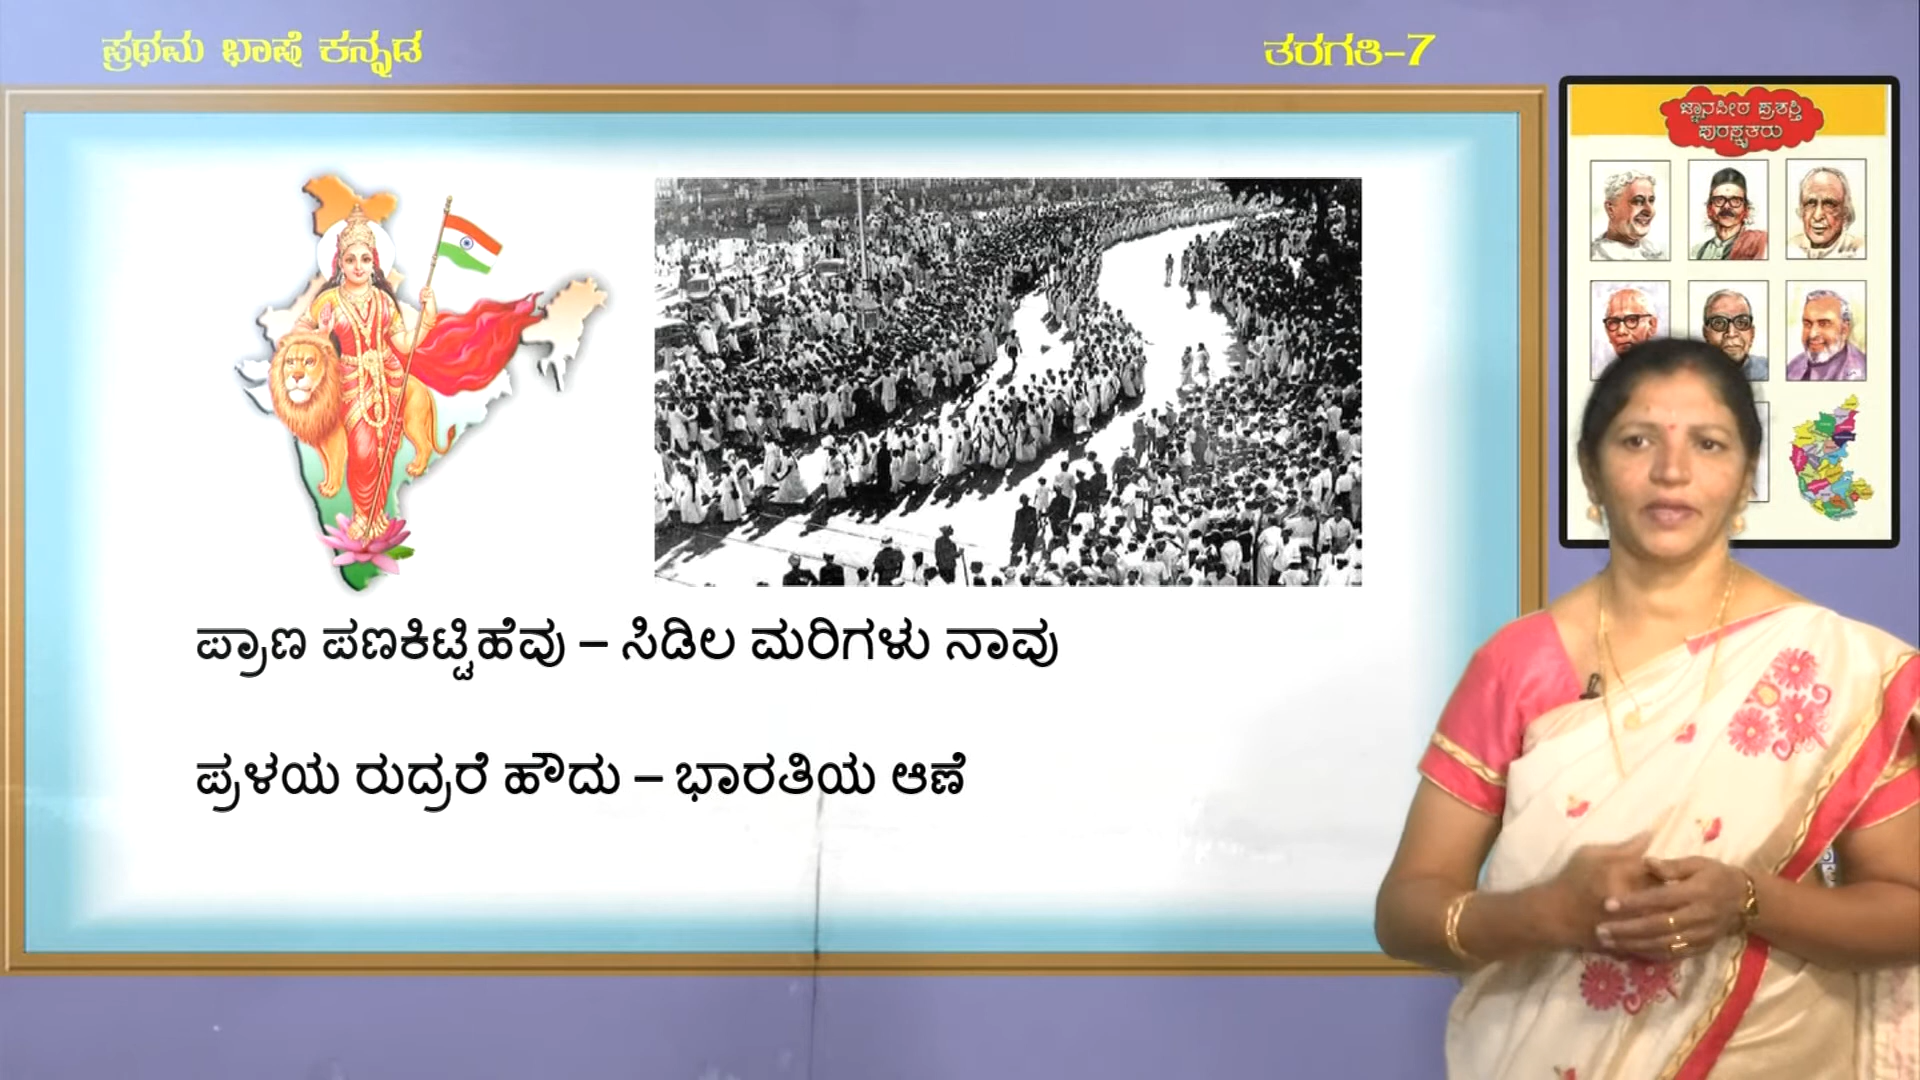 ಪ್ರಥಮ ಭಾಷೆ ಕನ್ನಡ
ತರಗತಿ-7
ಜ್ಞಾನಪೀಠ ಪ್ರಶಸ್ತಿ
ಪುರಸ್ಕೃತರು
ಪ್ರಾಣ ಪಣಕಿಟ್ಟಿಹೆವು – ಸಿಡಿಲ ಮರಿಗಳು ನಾವು
ಪ್ರಳಯ ರುದ್ರರೆ ಹೌದು – ಭಾರತಿಯ ಆಣೆ